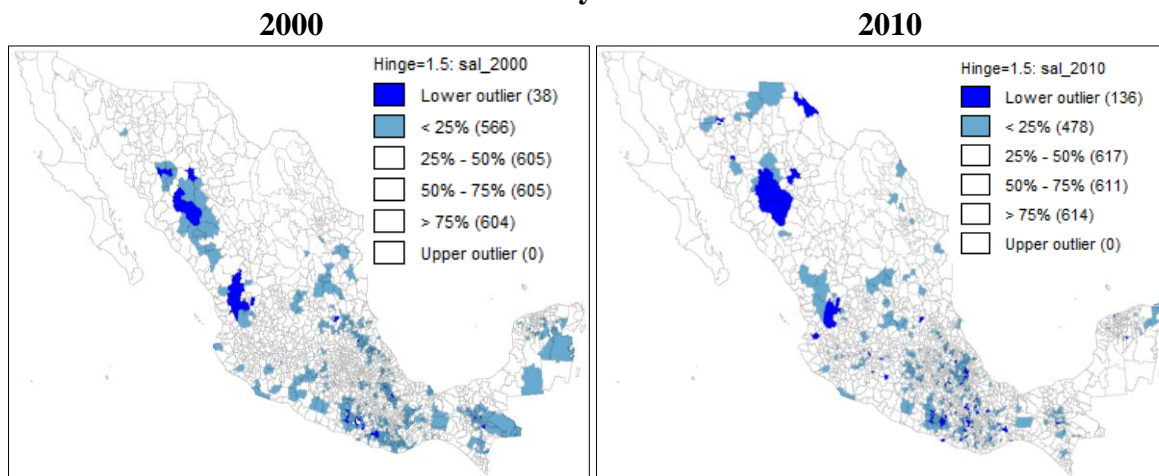 2000
2010
Hinge=1.5: sal_2000
Lower outlier (38)
< 25% (566)
25% - 50% (605)
50% - 75% (605)
> 75% (604)
Upper outlier (0)
Hinge=1.5: sal_2010
Lower outlier (136)
< 25% (478)
25% - 50% (617)
50% - 75% (611)
> 75% (614)
Upper outlier (0)